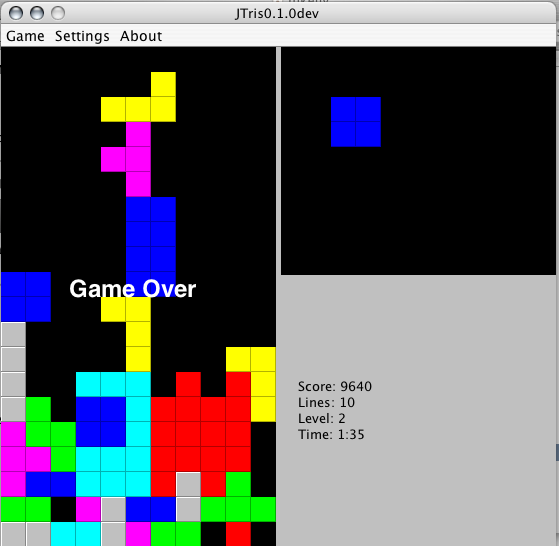 JTris0.1.0dev
Game Settings About
Game Over
Score: 9640
Lines: 10
Level: 2
Time: 1:35